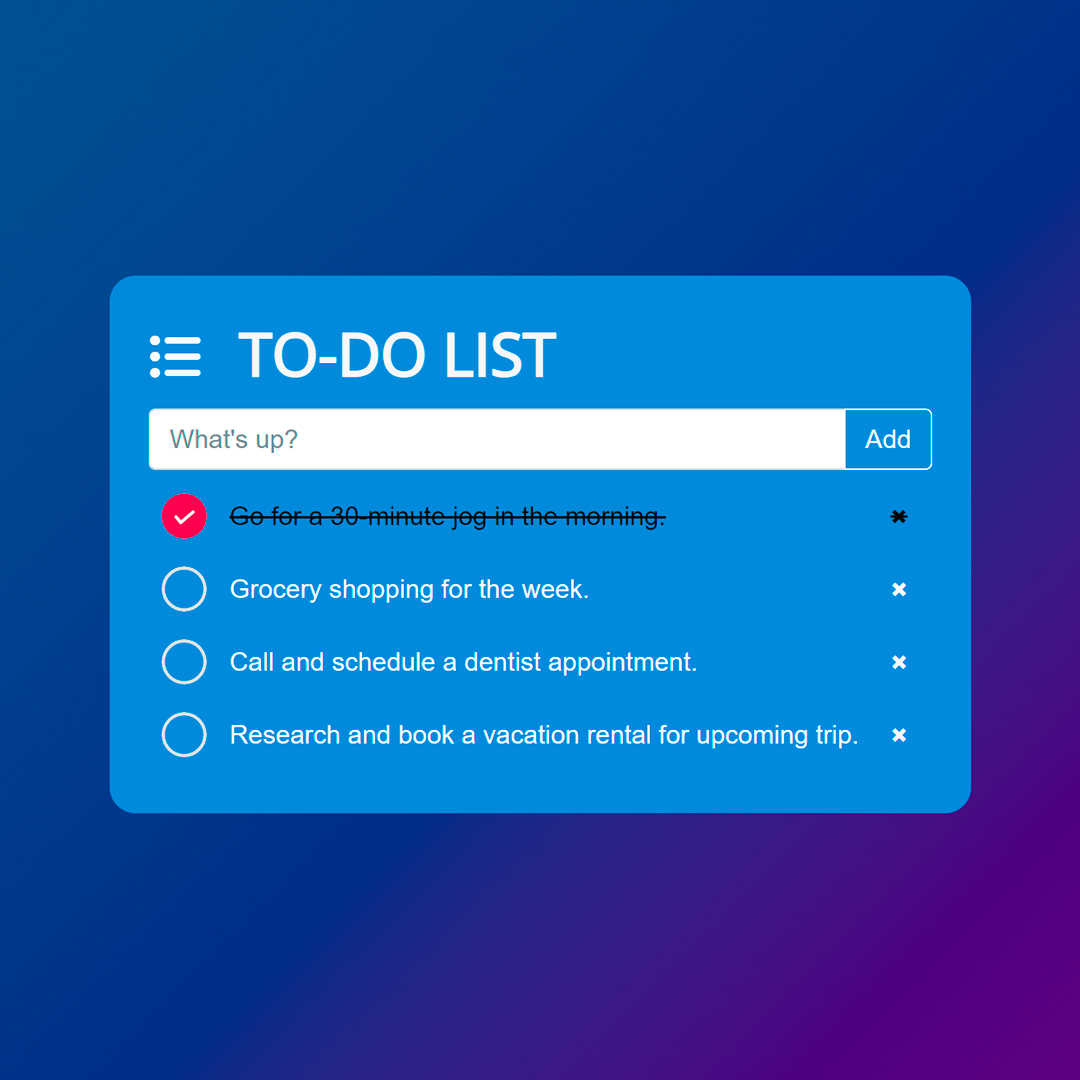 TO-DO LIST
What's up? Add
Go for a 30-minute jog in the morning. ✖
Grocery shopping for the week. ✖
Call and schedule a dentist appointment. ✖
Research and book a vacation rental for upcoming trip. ✖